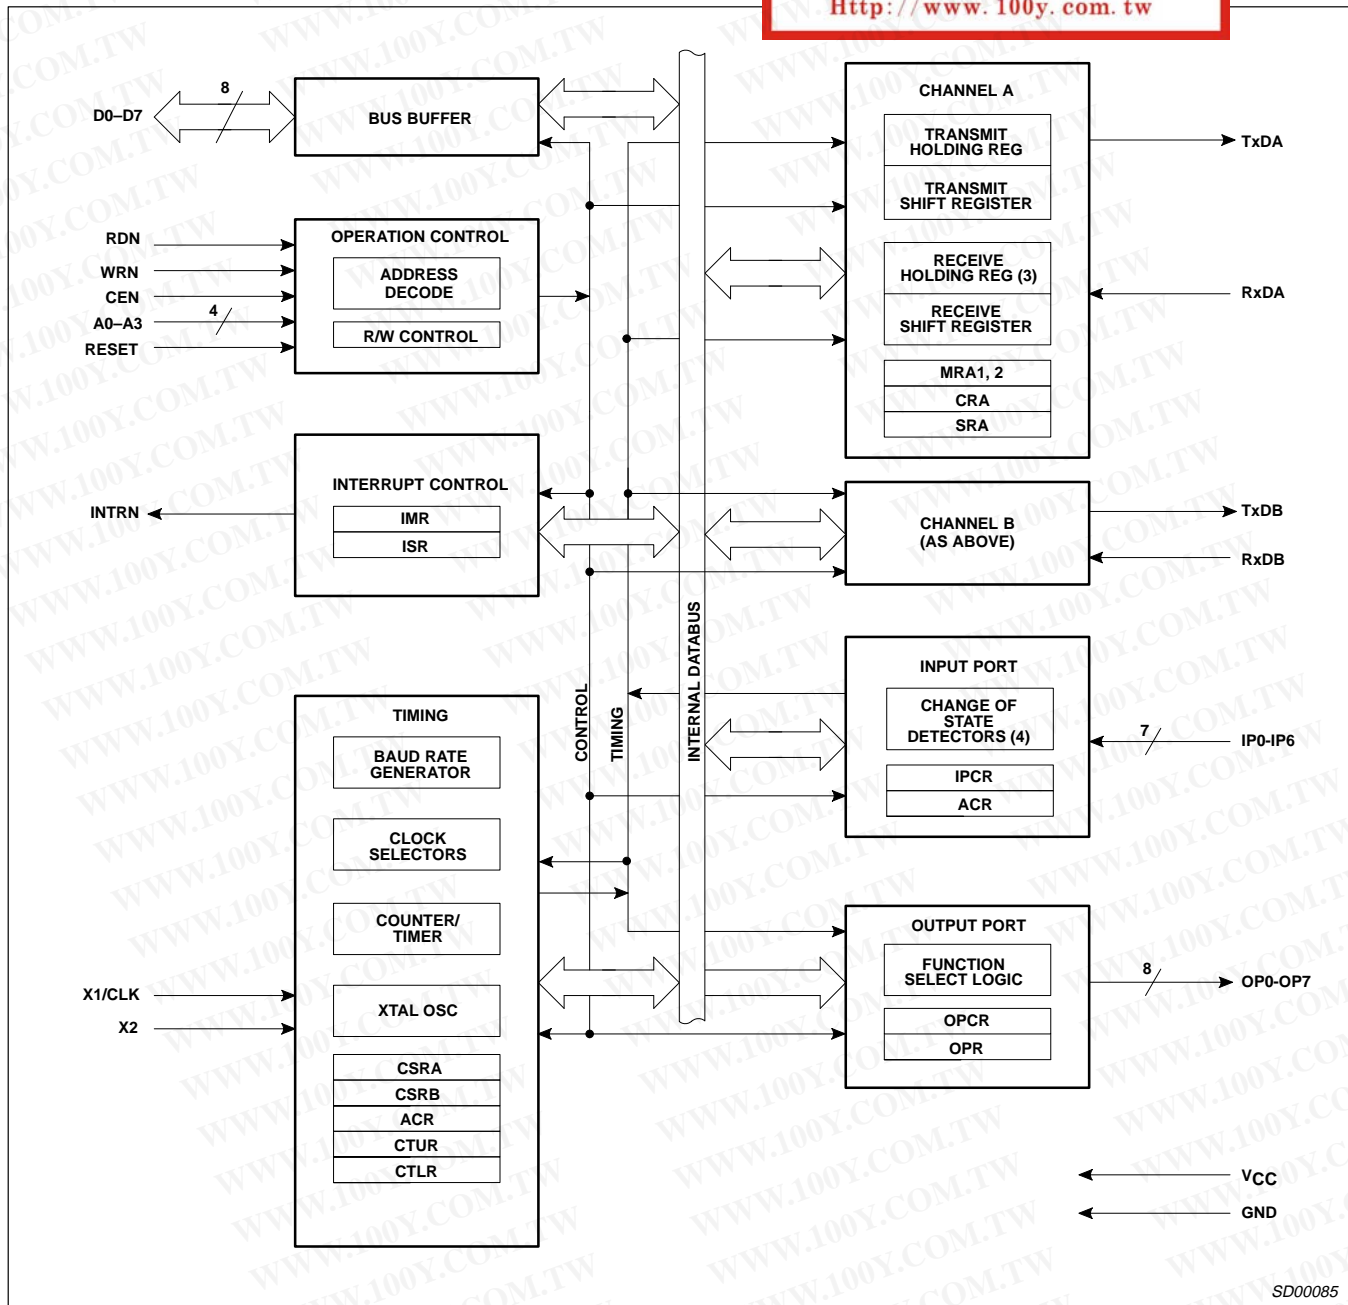 Http://www.100y.com.tw
D0–D7
8
BUS BUFFER
RDN
WRN
CEN
A0–A3
4
RESET
OPERATION CONTROL
ADDRESS
DECODE
R/W CONTROL
INTRN
INTERRUPT CONTROL
IMR
ISR
TIMING
BAUD RATE
GENERATOR
CLOCK
SELECTORS
COUNTER/
TIMER
X1/CLK
X2
XTAL OSC
CSRA
CSRB
ACR
CTUR
CTLR
CONTROL
TIMING
INTERNAL DATABUS
CHANNEL A
TRANSMIT
HOLDING REG
TRANSMIT
SHIFT REGISTER
RECEIVE
HOLDING REG (3)
RECEIVE
SHIFT REGISTER
MRA1, 2
CRA
SRA
TxDA
RxDA
CHANNEL B
(AS ABOVE)
TxDB
RxDB
INPUT PORT
CHANGE OF
STATE
DETECTORS (4)
IPCR
ACR
7
IP0-IP6
OUTPUT PORT
FUNCTION
SELECT LOGIC
OPCR
OPR
8
OP0-OP7
VCC
GND
SD00085
WWW.100Y.COM.TW